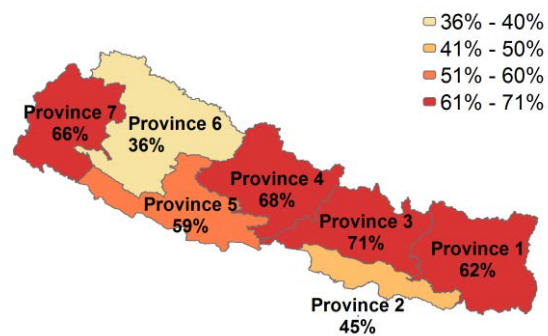 36% - 40%
41% - 50%
51% - 60%
61% - 71%
Province 7
66%
Province 6
36%
Province 4
68%
Province 5
59%
Province 3
71%
Province 1
62%
Province 2
45%